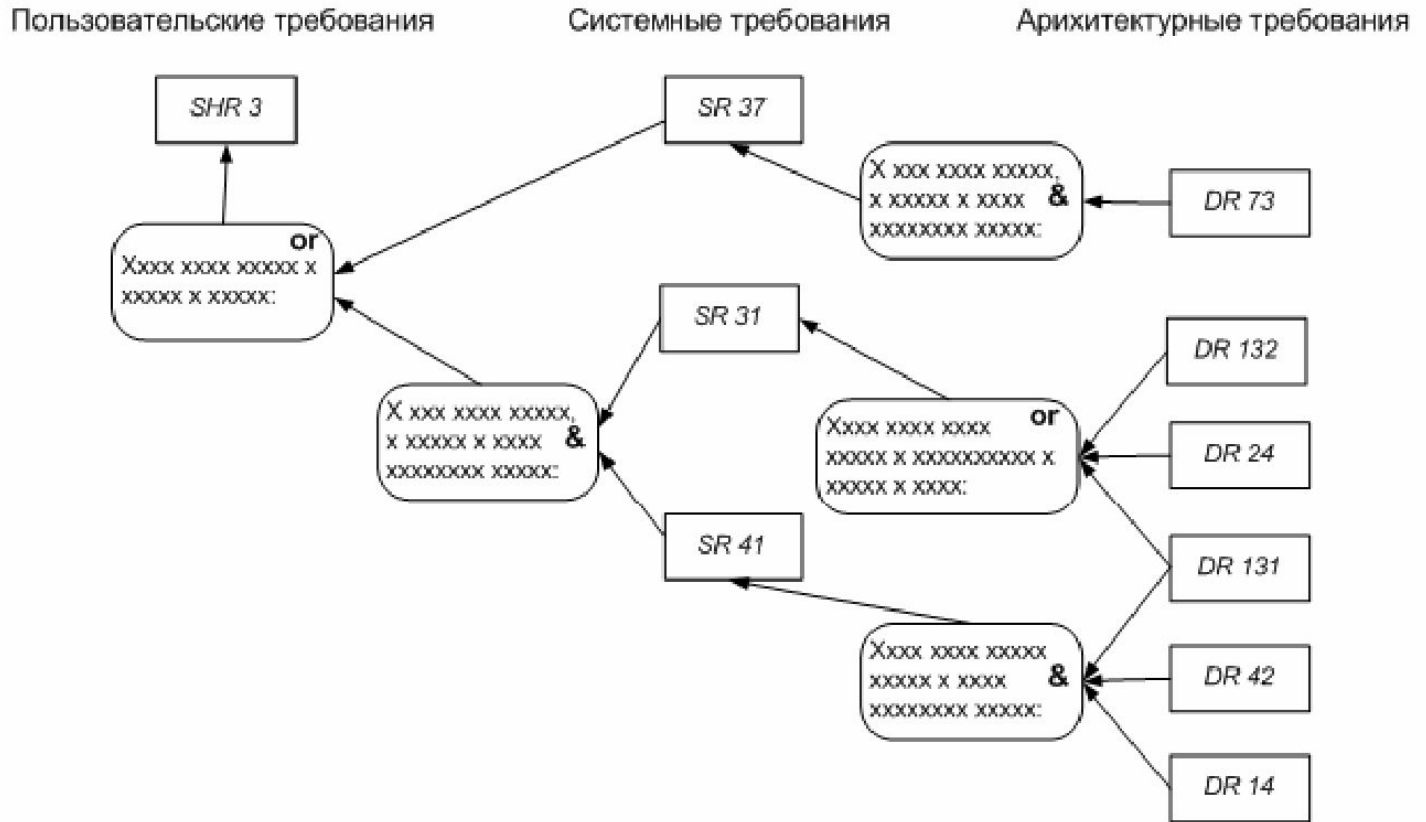 Пользовательские требования
Системные требования
Арихитектурные требования
SHR 3
SR 37
X xxx xxxx xxxxx,
x xxxxx x xxxx &
xxxxxxxx xxxxx:
DR 73
or
Xxxx xxxx xxxxx x
xxxxx x xxxxx:
SR 31
DR 132
X xxx xxxx xxxxx,
x xxxxx x xxxx &
xxxxxxxx xxxxx:
or
Xxxx xxxx xxxx
xxxxx x xxxxxxxxxx x
xxxxx x xxxx:
DR 24
SR 41
DR 131
Xxxx xxxx xxxxx
xxxxx x xxxx &
xxxxxxxx xxxxx:
DR 42
DR 14